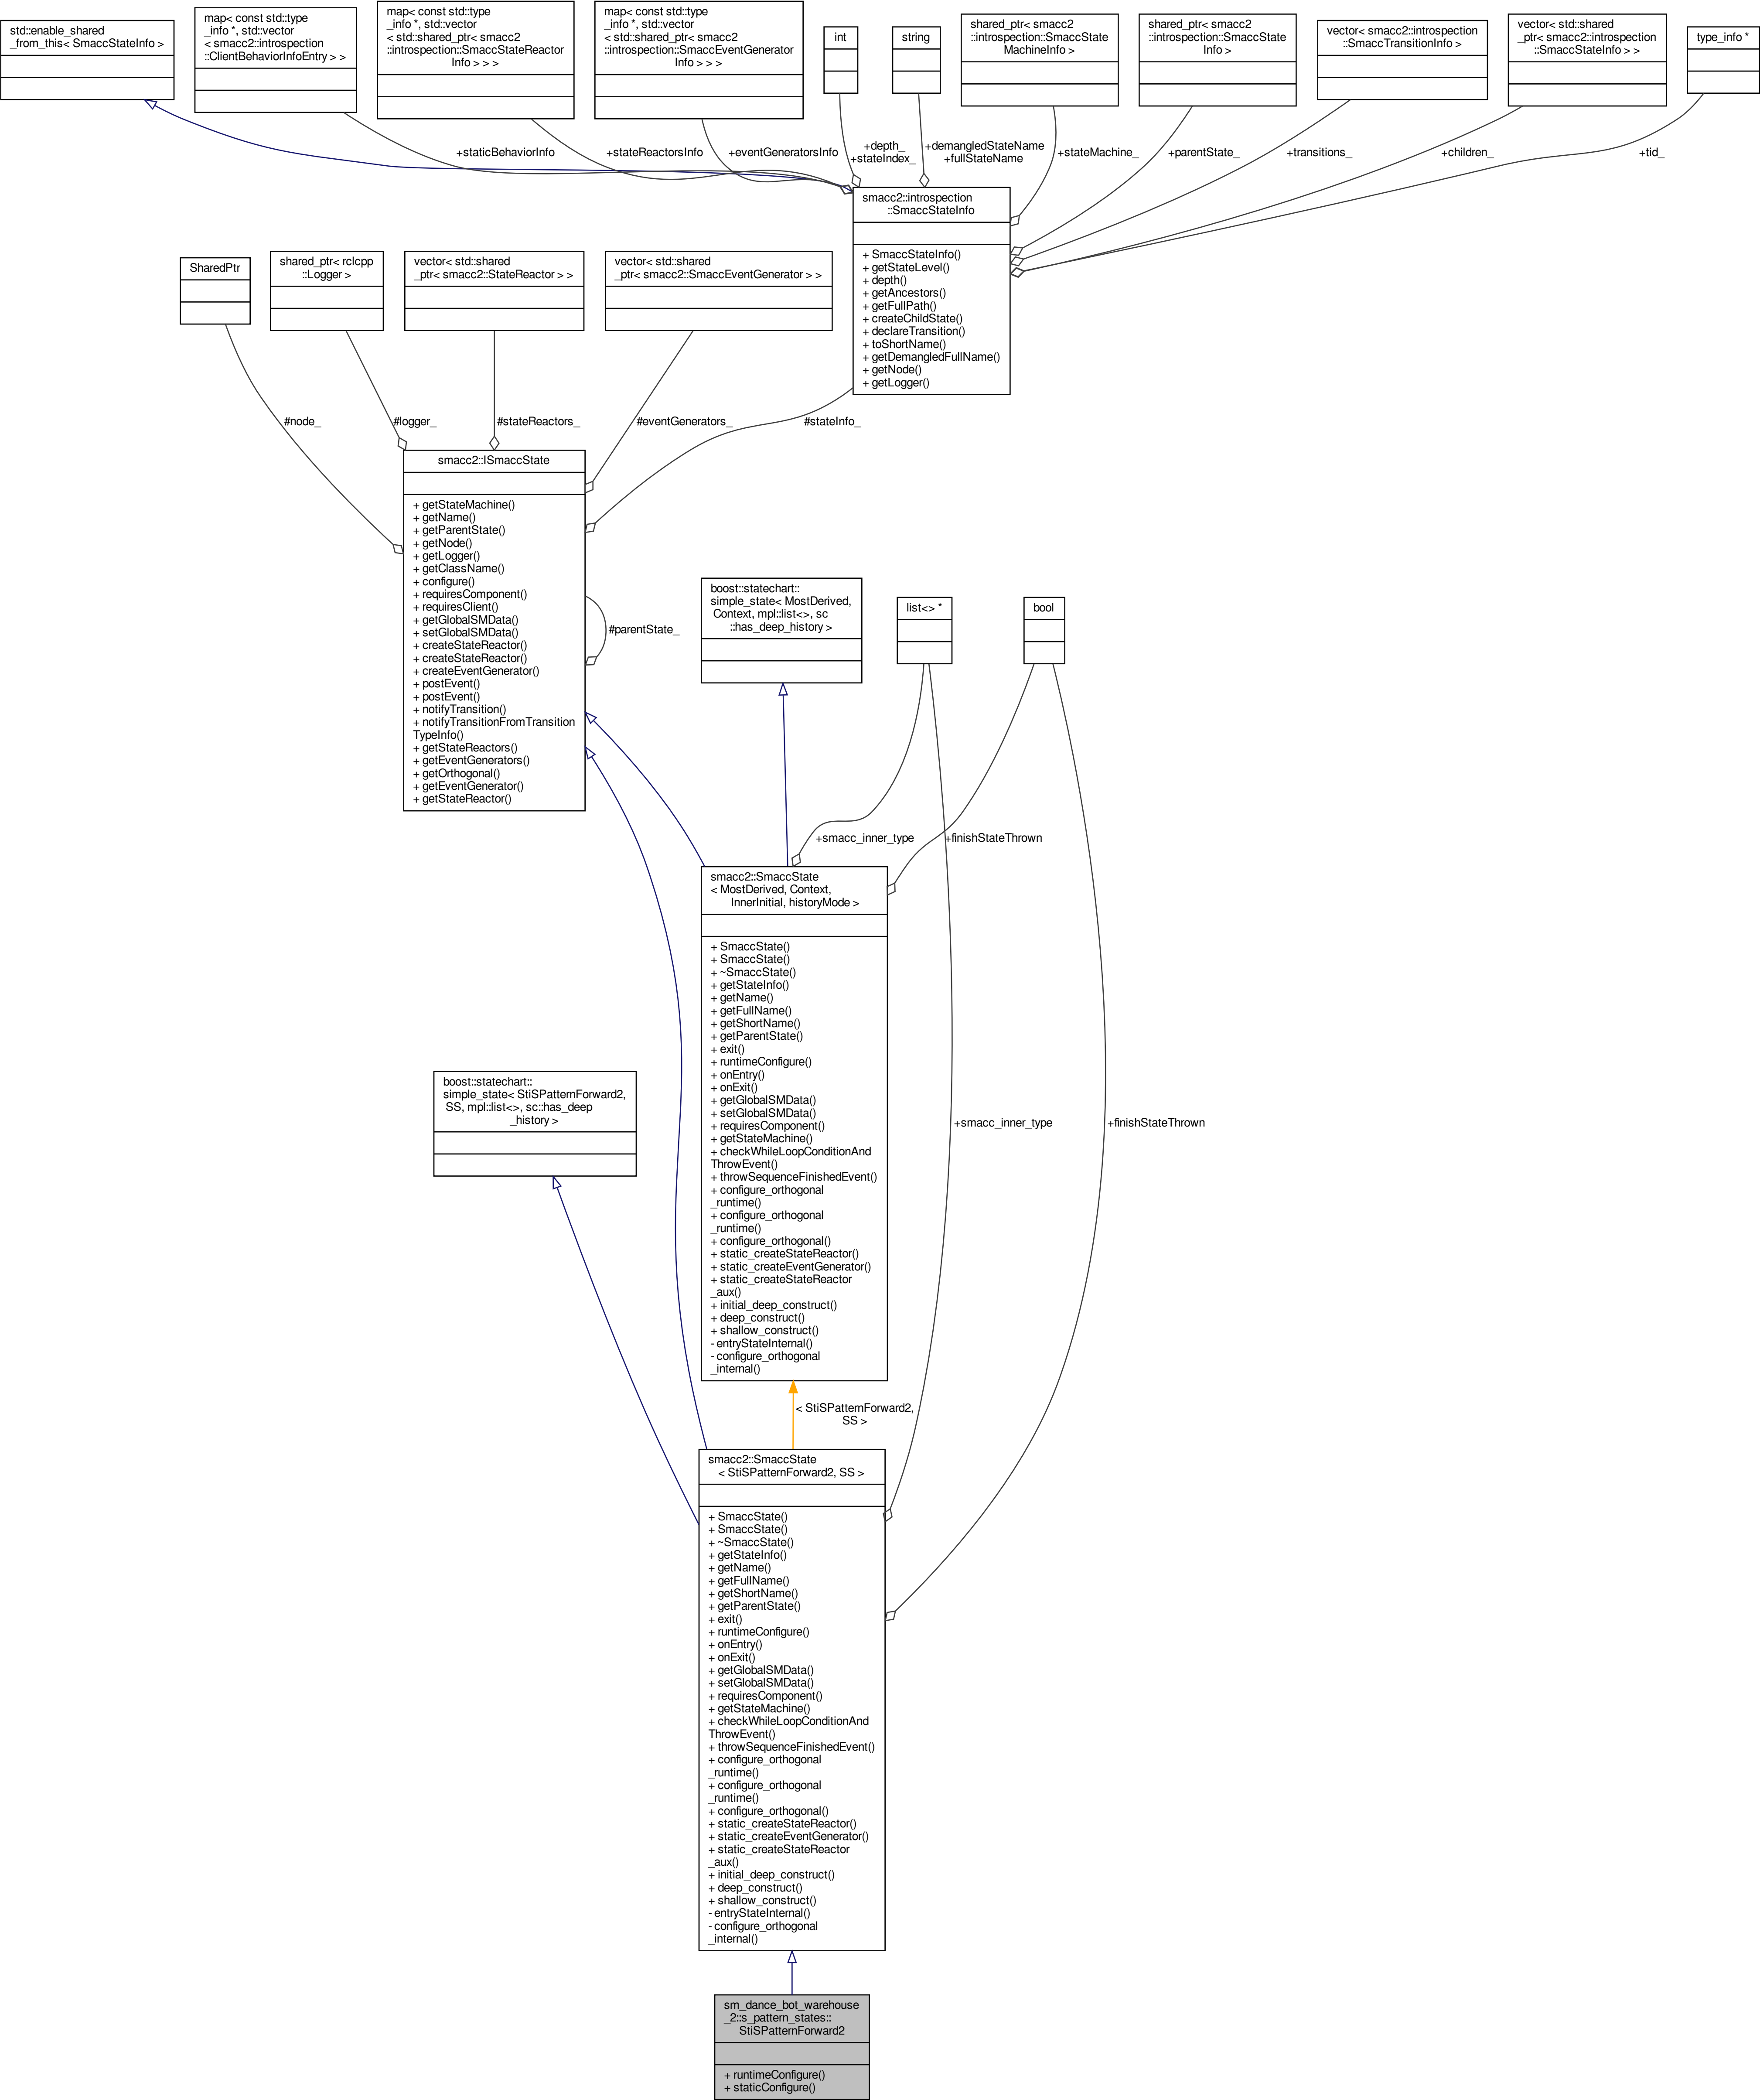 std::enable_shared
_from_this< SmaccStateInfo >
map< const std::type
_info *, std::vector
< smacc2::introspection
::ClientBehaviorInfoEntry > >
map< const std::type
_info *, std::vector
< std::shared_ptr< smacc2
::introspection::SmaccStateReactor
Info > > >
map< const std::type
_info *, std::vector
< std::shared_ptr< smacc2
::introspection::SmaccEventGenerator
Info > > >
int
string
shared_ptr< smacc2
::introspection::SmaccState
MachineInfo >
shared_ptr< smacc2
::introspection::SmaccState
Info >
vector< smacc2::introspection
::SmaccTransitionInfo >
vector< std::shared
_ptr< smacc2::introspection
::SmaccStateInfo > >
type_info *
+staticBehaviorInfo
+stateReactorsInfo
+eventGeneratorsInfo
+depth_
+stateIndex_
+demangledStateName
+fullStateName
+stateMachine_
+parentState_
+transitions_
+children_
+tid_
smacc2::introspection
::SmaccStateInfo
+ SmaccStateInfo()
+ getStateLevel()
+ depth()
+ getAncestors()
+ getFullPath()
+ createChildState()
+ declareTransition()
+ toShortName()
+ getDemangledFullName()
+ getNode()
+ getLogger()
SharedPtr
shared_ptr< rclcpp
::Logger >
vector< std::shared
_ptr< smacc2::StateReactor > >
vector< std::shared
_ptr< smacc2::SmaccEventGenerator > >
#node_
#logger_
#stateReactors_
#eventGenerators_
#stateInfo_
smacc2::ISmaccState
+ getStateMachine()
+ getName()
+ getParentState()
+ getNode()
+ getLogger()
+ getClassName()
+ configure()
+ requiresComponent()
+ requiresClient()
+ getGlobalSMData()
+ setGlobalSMData()
+ createStateReactor()
+ createStateReactor()
+ createEventGenerator()
+ postEvent()
+ postEvent()
+ notifyTransition()
+ notifyTransitionFromTransition
TypeInfo()
+ getStateReactors()
+ getEventGenerators()
+ getOrthogonal()
+ getEventGenerator()
+ getStateReactor()
#parentState_
boost::statechart::
simple_state< MostDerived,
Context, mpl::list<>, sc
::has_deep_history >
list<> *
bool
+smacc_inner_type
+finishStateThrown
smacc2::SmaccState
< MostDerived, Context,
InnerInitial, historyMode >
+ SmaccState()
+ SmaccState()
+ ~SmaccState()
+ getStateInfo()
+ getName()
+ getFullName()
+ getShortName()
+ getParentState()
+ exit()
+ runtimeConfigure()
+ onEntry()
+ onExit()
+ getGlobalSMData()
+ setGlobalSMData()
+ requiresComponent()
+ getStateMachine()
+ checkWhileLoopConditionAnd
ThrowEvent()
+ throwSequenceFinishedEvent()
+ configure_orthogonal
_runtime()
+ configure_orthogonal
_runtime()
+ configure_orthogonal()
+ static_createStateReactor()
+ static_createEventGenerator()
+ static_createStateReactor
_aux()
+ initial_deep_construct()
+ deep_construct()
+ shallow_construct()
- entryStateInternal()
- configure_orthogonal
_internal()
boost::statechart::
simple_state< StiSPatternForward2,
SS, mpl::list<>, sc::has_deep
_history >
+smacc_inner_type
+finishStateThrown
< StiSPatternForward2,
SS >
smacc2::SmaccState
< StiSPatternForward2, SS >
+ SmaccState()
+ SmaccState()
+ ~SmaccState()
+ getStateInfo()
+ getName()
+ getFullName()
+ getShortName()
+ getParentState()
+ exit()
+ runtimeConfigure()
+ onEntry()
+ onExit()
+ getGlobalSMData()
+ setGlobalSMData()
+ requiresComponent()
+ getStateMachine()
+ checkWhileLoopConditionAnd
ThrowEvent()
+ throwSequenceFinishedEvent()
+ configure_orthogonal
_runtime()
+ configure_orthogonal
_runtime()
+ configure_orthogonal()
+ static_createStateReactor()
+ static_createEventGenerator()
+ static_createStateReactor
_aux()
+ initial_deep_construct()
+ deep_construct()
+ shallow_construct()
- entryStateInternal()
- configure_orthogonal
_internal()
sm_dance_bot_warehouse
_2::s_pattern_states::
StiSPatternForward2
+ runtimeConfigure()
+ staticConfigure()